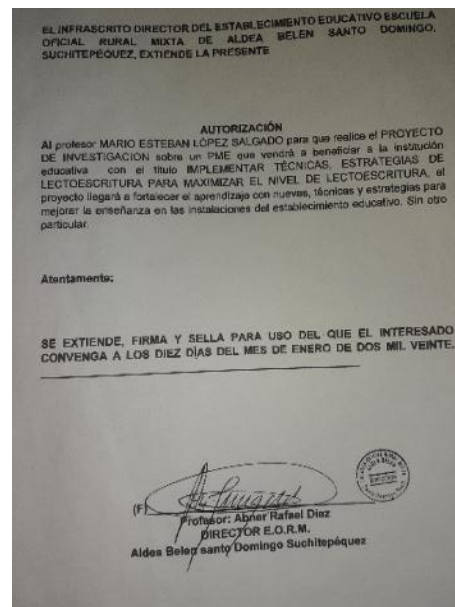 EL INFRASCRITO DIRECTOR DEL ESTABLECIMIENTO EDUCATIVO ESCUELA
OFICIAL RURAL MIXTA DE ALDEA BELEN SANTO DOMINGO,
SUCHITEPÉQUEZ, EXTIENDE LA PRESENTE
AUTORIZACIÓN
Al profesor MARIO ESTEBAN LÓPEZ SALGADO para que realice el PROYECTO
DE INVESTIGACIÓN sobre un PME que vendrá a beneficiar a la institución
educativa con el titulo IMPLEMENTAR TÉCNICAS, ESTRATEGIAS DE
LECTOESCRITURA PARA MAXIMIZAR EL NIVEL DE LECTOESCRITURA, el
proyecto llegará a fortalecer el aprendizaje con nuevas, técnicas y estrategias para
mejorar la enseñanza en las instalaciones del establecimiento educativo. Sin otro
particular.
Atentamente:
SE EXTIENDE, FIRMA Y SELLA PARA USO DEL QUE EL INTERESADO
CONVENGA A LOS DIEZ DÍAS DEL MES DE ENERO DE DOS MIL VEINTE.
(F)
Profesor: Abner Rafael Diaz
DIRECTOR E.O.R.M.
Aldea Belen santo Domingo Suchitepéquez